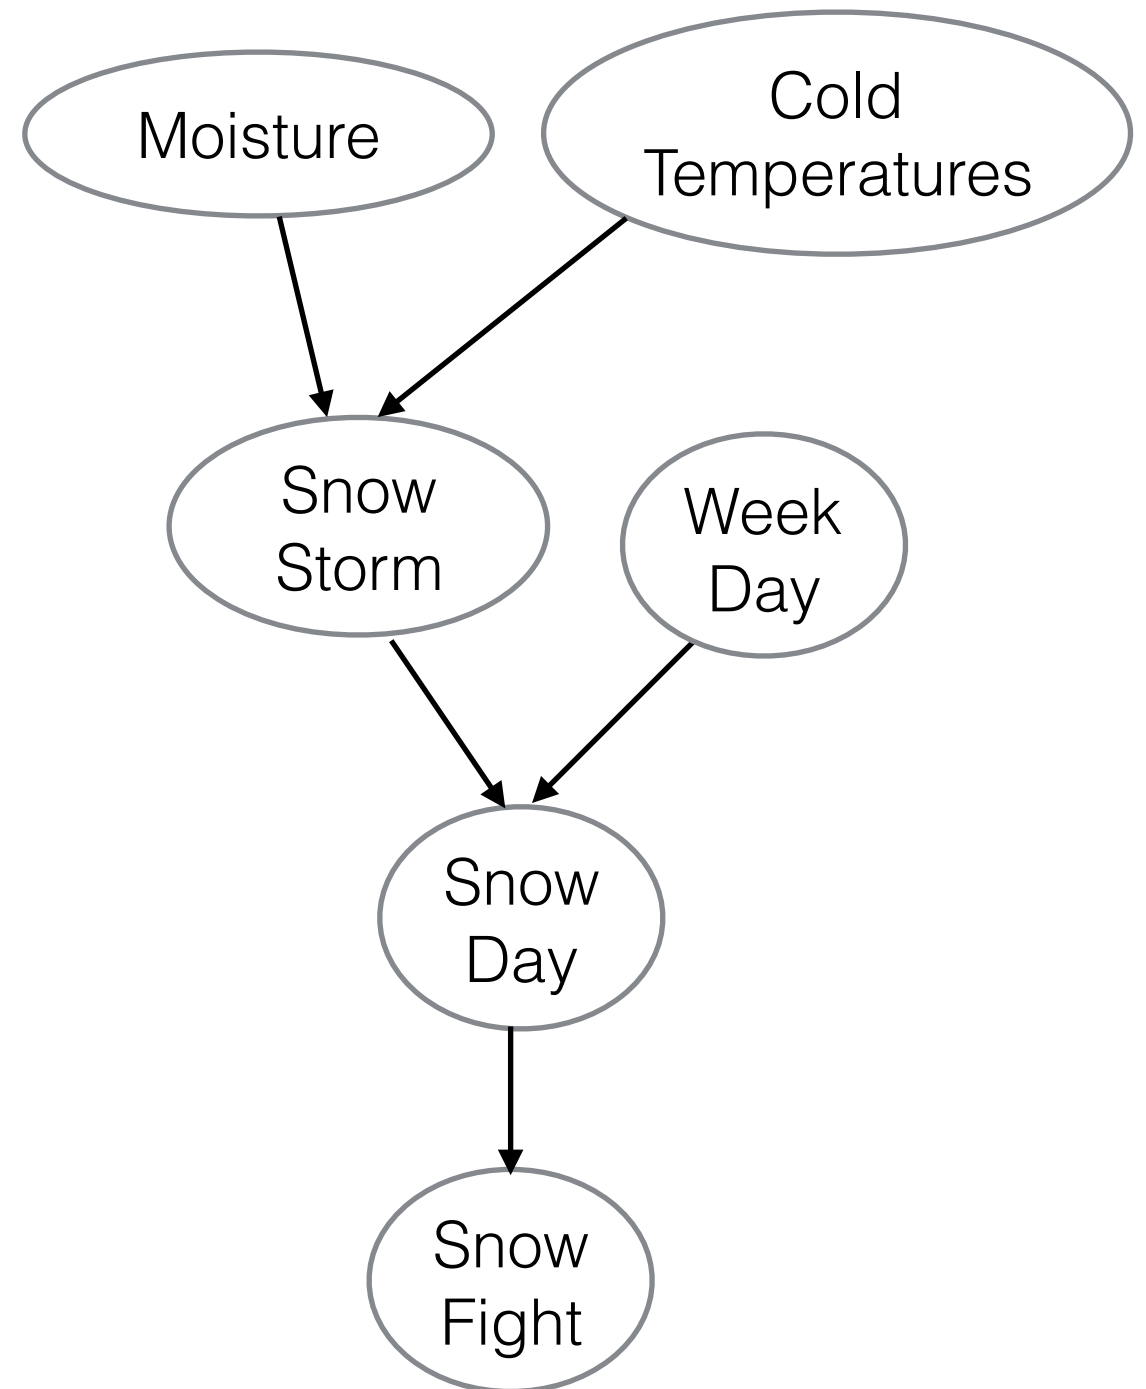 Moisture
Cold
Temperatures
Snow
Storm
Week
Day
Snow
Day
Snow
Fight